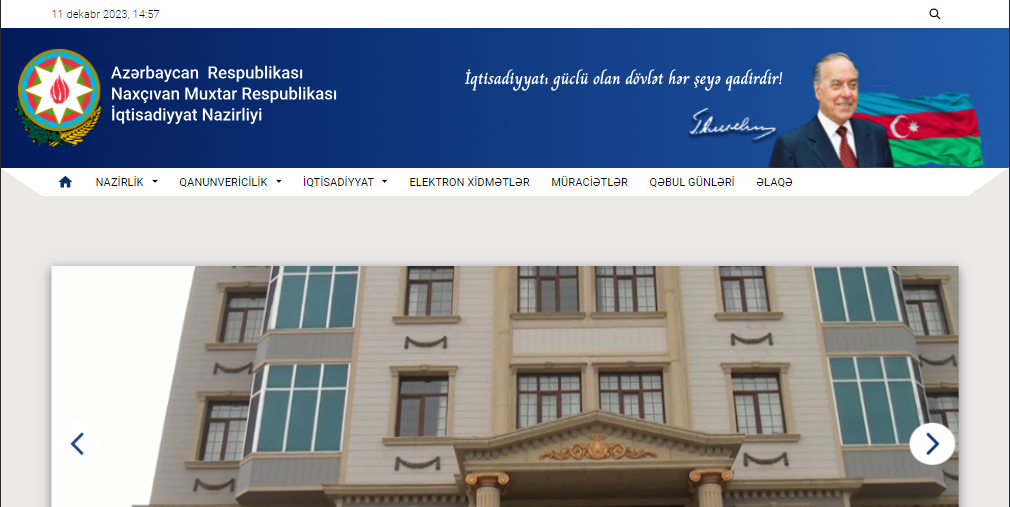 11 dekabr 2023, 14:57
Azərbaycan Respublikası
Naxçıvan Muxtar Respublikası
İqtisadiyyat Nazirliyi
İqtisadiyyatı güclü olan dövlət hər şeyə qadirdir!
NAZİRLİK
QANUNVERİCİLİK
İQTİSADİYYAT
ELEKTRON XİDMƏTLƏR
MÜRACİƏTLƏR
QƏBUL GÜNLƏRİ
ƏLAQƏ